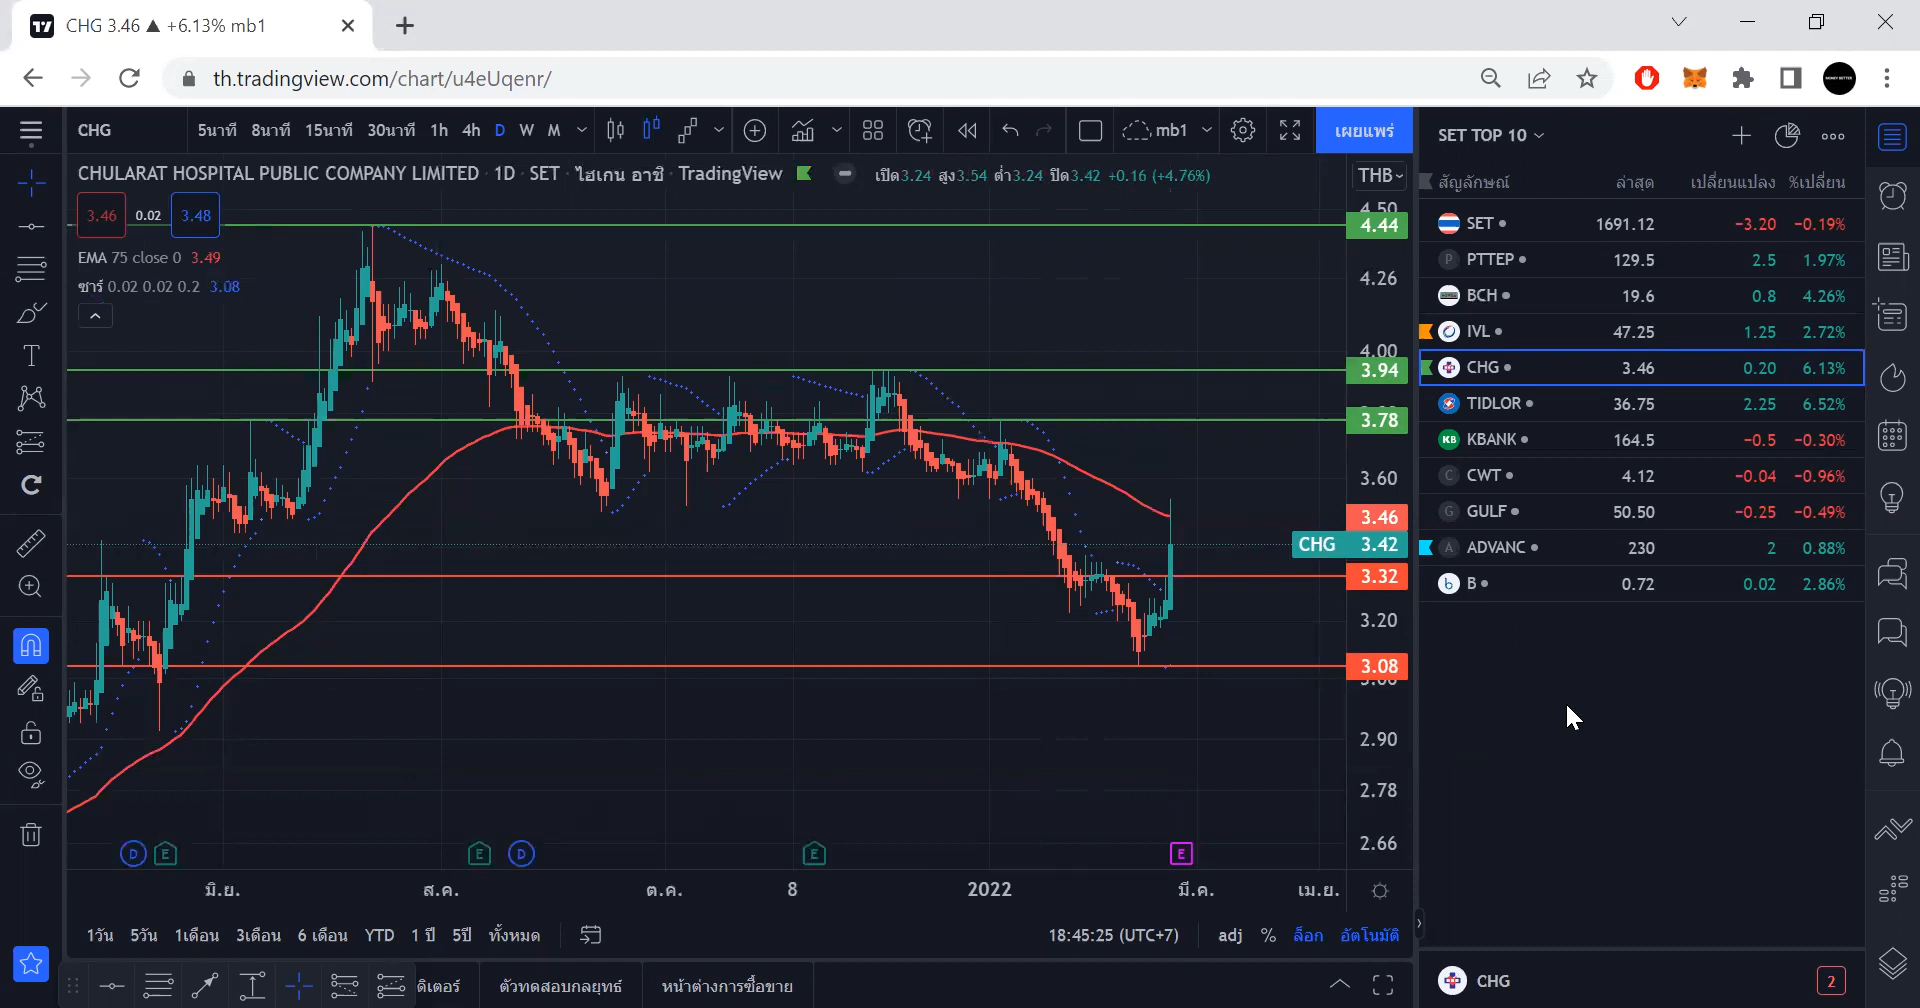 CHG 3.46 ▲ +6.13% mb1
th.tradingview.com/chart/u4eUqenr/
CHG 5นาที 8นาที 15นาที 30นาที 1h 4h D W M mb1 เผยแพร่
CHULARAT HOSPITAL PUBLIC COMPANY LIMITED · 1D · SET · ไฮเกน อาชิ · TradingView เปิด3.24 สูง3.54 ต่ำ3.24 ปิด3.42 +0.16 (+4.76%)
THB
3.46 0.02 3.48
EMA 75 close 0 3.49
ซาร์ 0.02 0.02 0.2 3.08
4.50
4.44
4.26
4.00
3.94
3.78
3.60
3.46
CHG 3.42
3.32
3.20
3.08
3.00
2.90
2.78
2.66
D E E D E E
มิ.ย. ส.ค. ต.ค. 8 2022 มี.ค. เม.ย.
1วัน 5วัน 1เดือน 3เดือน 6 เดือน YTD 1 ปี 5ปี ทั้งหมด 18:45:25 (UTC+7) adj % ล็อก อัตโนมัติ
ดิเตอร์ ตัวทดสอบกลยุทธ์ หน้าต่างการซื้อขาย
SET TOP 10
สัญลักษณ์ ล่าสุด เปลี่ยนแปลง %เปลี่ยน
SET 1691.12 −3.20 −0.19%
P PTTEP 129.5 2.5 1.97%
BCH 19.6 0.8 4.26%
IVL 47.25 1.25 2.72%
CHG 3.46 0.20 6.13%
TIDLOR 36.75 2.25 6.52%
KB KBANK 164.5 −0.5 −0.30%
C CWT 4.12 −0.04 −0.96%
G GULF 50.50 −0.25 −0.49%
A ADVANC 230 2 0.88%
b B 0.72 0.02 2.86%
CHG 2